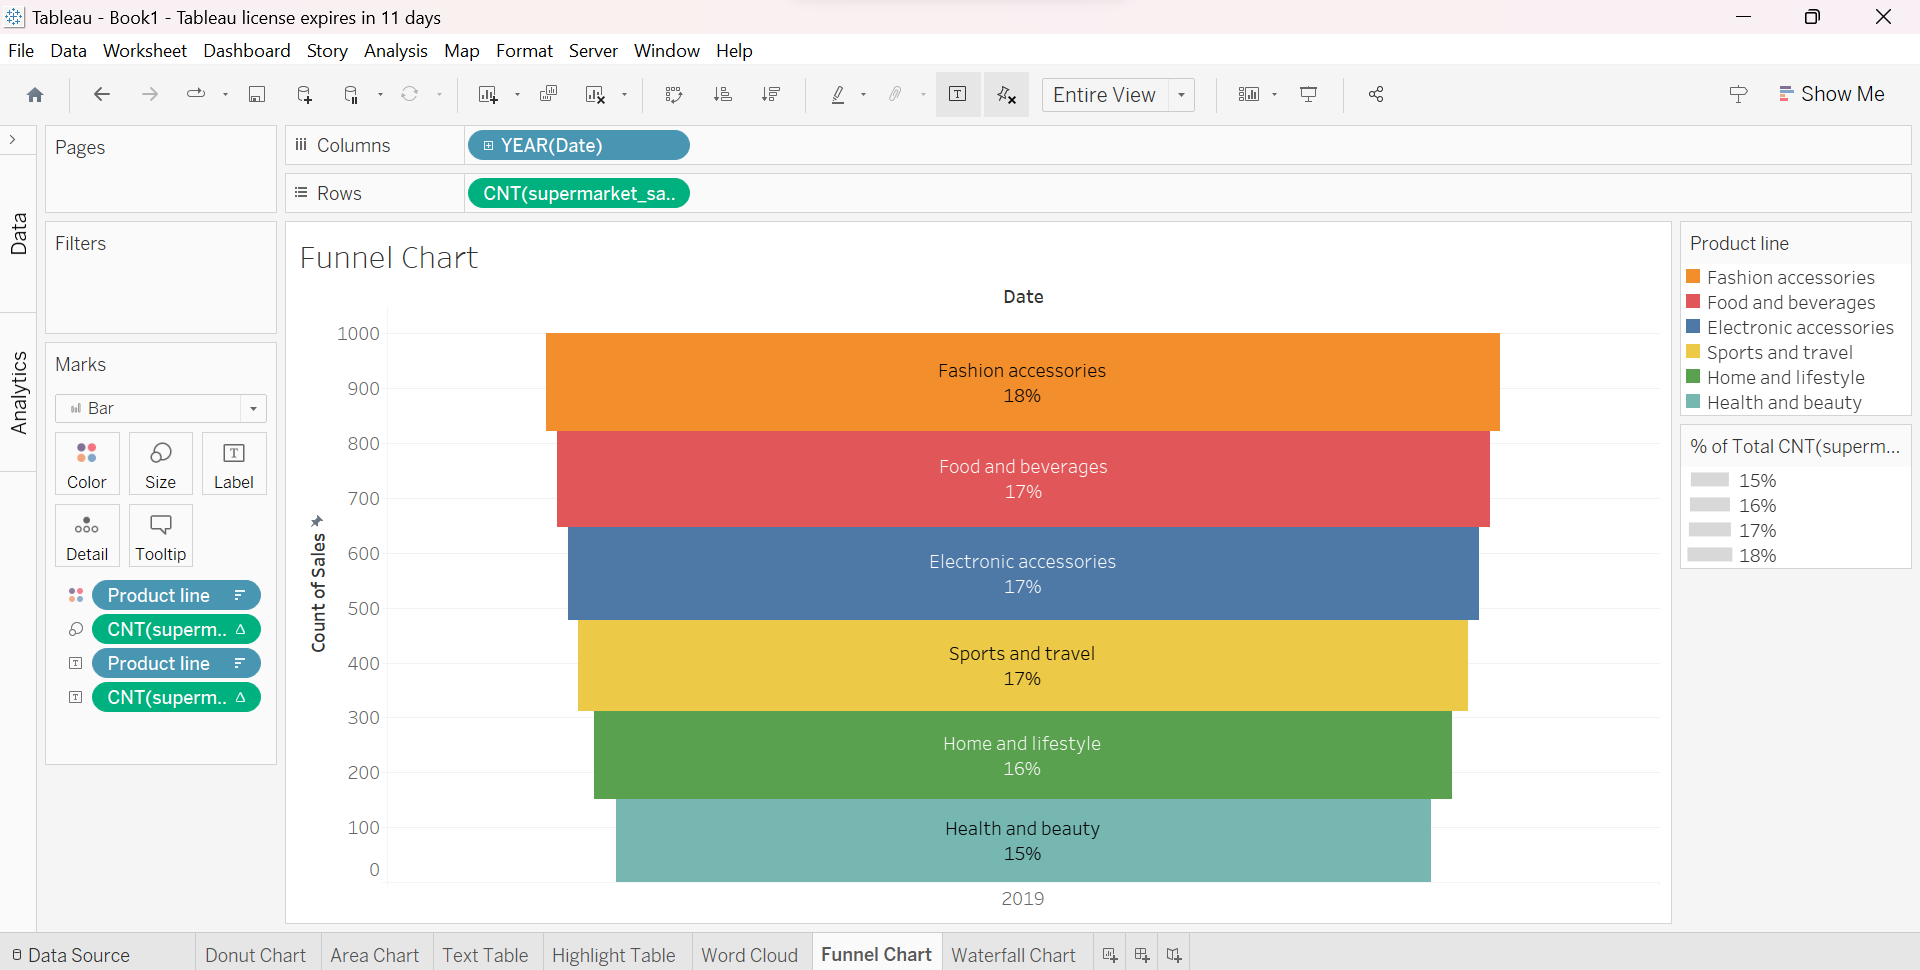 Tableau - Book1 - Tableau license expires in 11 days
File Data Worksheet Dashboard Story Analysis Map Format Server Window Help
Entire View
Show Me
Pages
Columns
YEAR(Date)
Rows
CNT(supermarket_sa..
Data
Analytics
Filters
Marks
Bar
Color
Size
Label
Detail
Tooltip
Product line
CNT(superm..
Product line
CNT(superm..
Funnel Chart
Date
Count of Sales
1000
900
800
700
600
500
400
300
200
100
0
Fashion accessories
18%
Food and beverages
17%
Electronic accessories
17%
Sports and travel
17%
Home and lifestyle
16%
Health and beauty
15%
2019
Product line
Fashion accessories
Food and beverages
Electronic accessories
Sports and travel
Home and lifestyle
Health and beauty
% of Total CNT(superm...
15%
16%
17%
18%
Data Source
Donut Chart
Area Chart
Text Table
Highlight Table
Word Cloud
Funnel Chart
Waterfall Chart